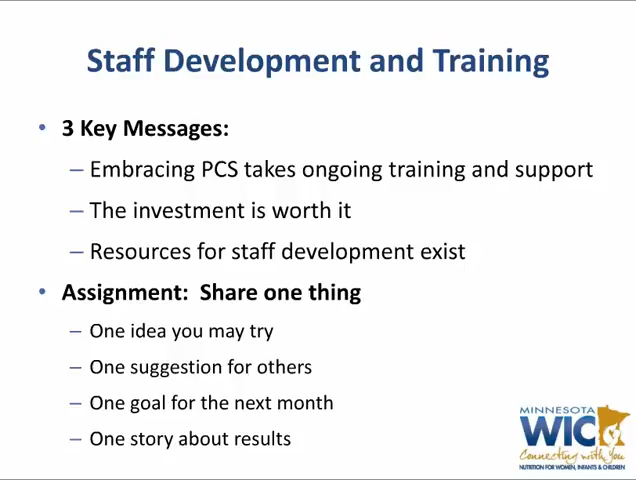 Staff Development and Training
• 3 Key Messages:
– Embracing PCS takes ongoing training and support
– The investment is worth it
– Resources for staff development exist
• Assignment:  Share one thing
– One idea you may try
– One suggestion for others
– One goal for the next month
– One story about results
MINNESOTA
WIC
Connecting with You
NUTRITION FOR WOMEN, INFANTS & CHILDREN